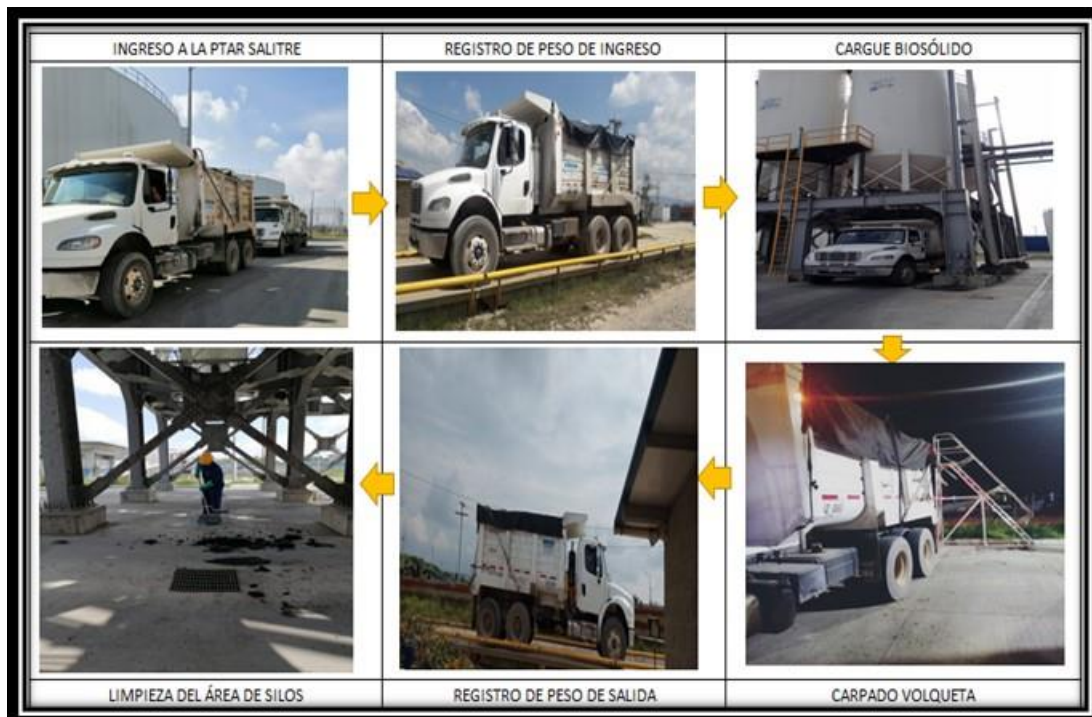 INGRESO A LA PTAR SALITRE
REGISTRO DE PESO DE INGRESO
CARGUE BIOSÓLIDO
LIMPIEZA DEL ÁREA DE SILOS
REGISTRO DE PESO DE SALIDA
CARPADO VOLQUETA